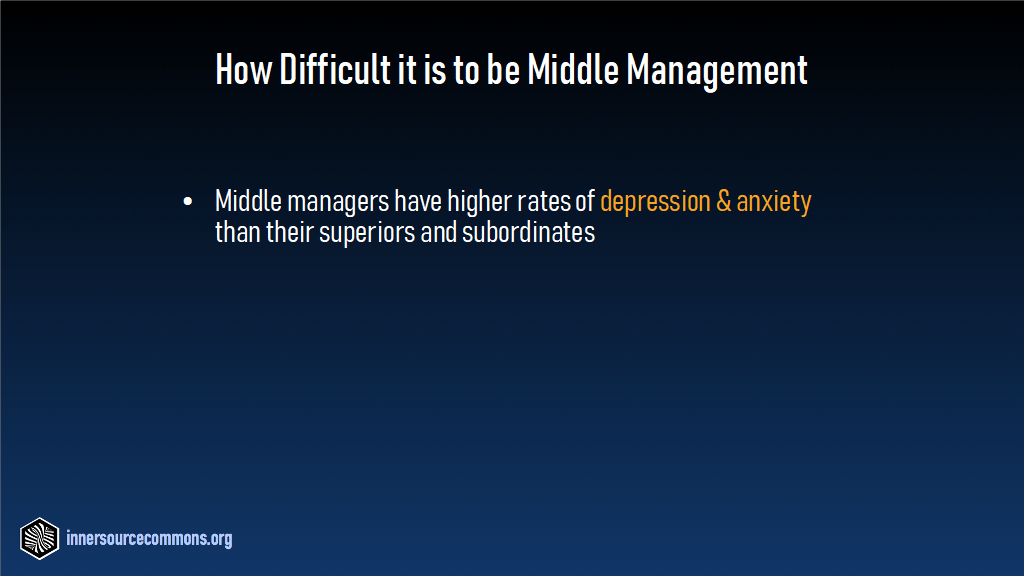 How Difficult it is to be Middle Management
• Middle managers have higher rates of depression & anxiety
than their superiors and subordinates
innersourcecommons.org